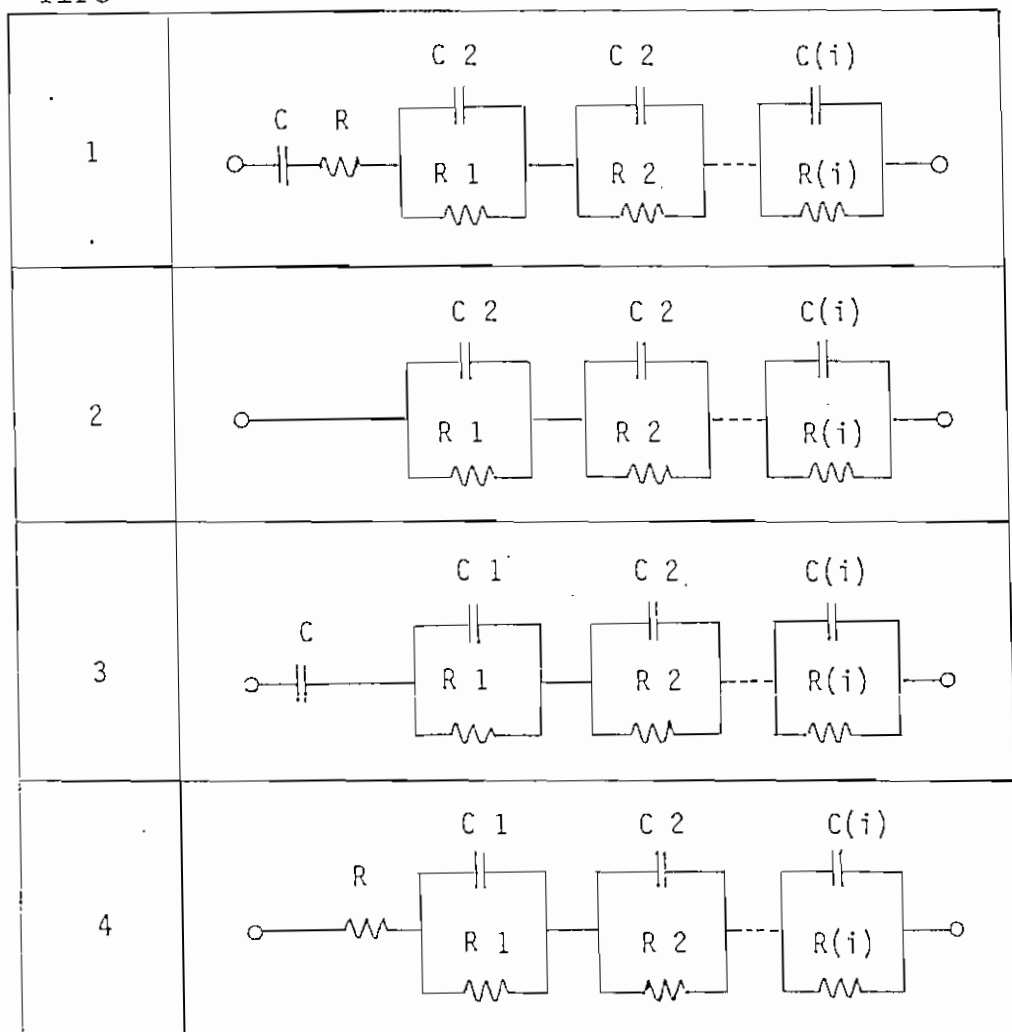 C 2 C 2 C(i)
C R
1 R 1 R 2 R(i)
C 2 C 2 C(i)
2 R 1 R 2 R(i)
C 1 C 2 C(i)
C
3 R 1 R 2 R(i)
C 1 C 2 C(i)
R
4 R 1 R 2 R(i)